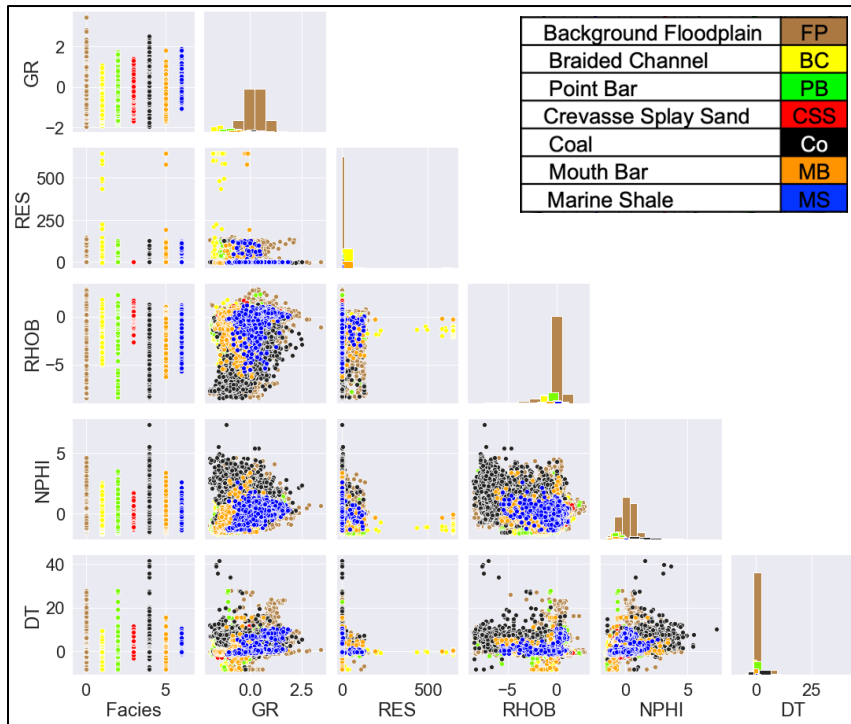 Background Floodplain FP
Braided Channel BC
Point Bar PB
Crevasse Splay Sand CSS
Coal Co
Mouth Bar MB
Marine Shale MS
GR
2
0
−2
RES
500
250
0
RHOB
0
−5
NPHI
5
0
DT
40
20
0
0 5
Facies
0.0 2.5
GR
0 500
RES
−5 0
RHOB
0 5
NPHI
0 25
DT